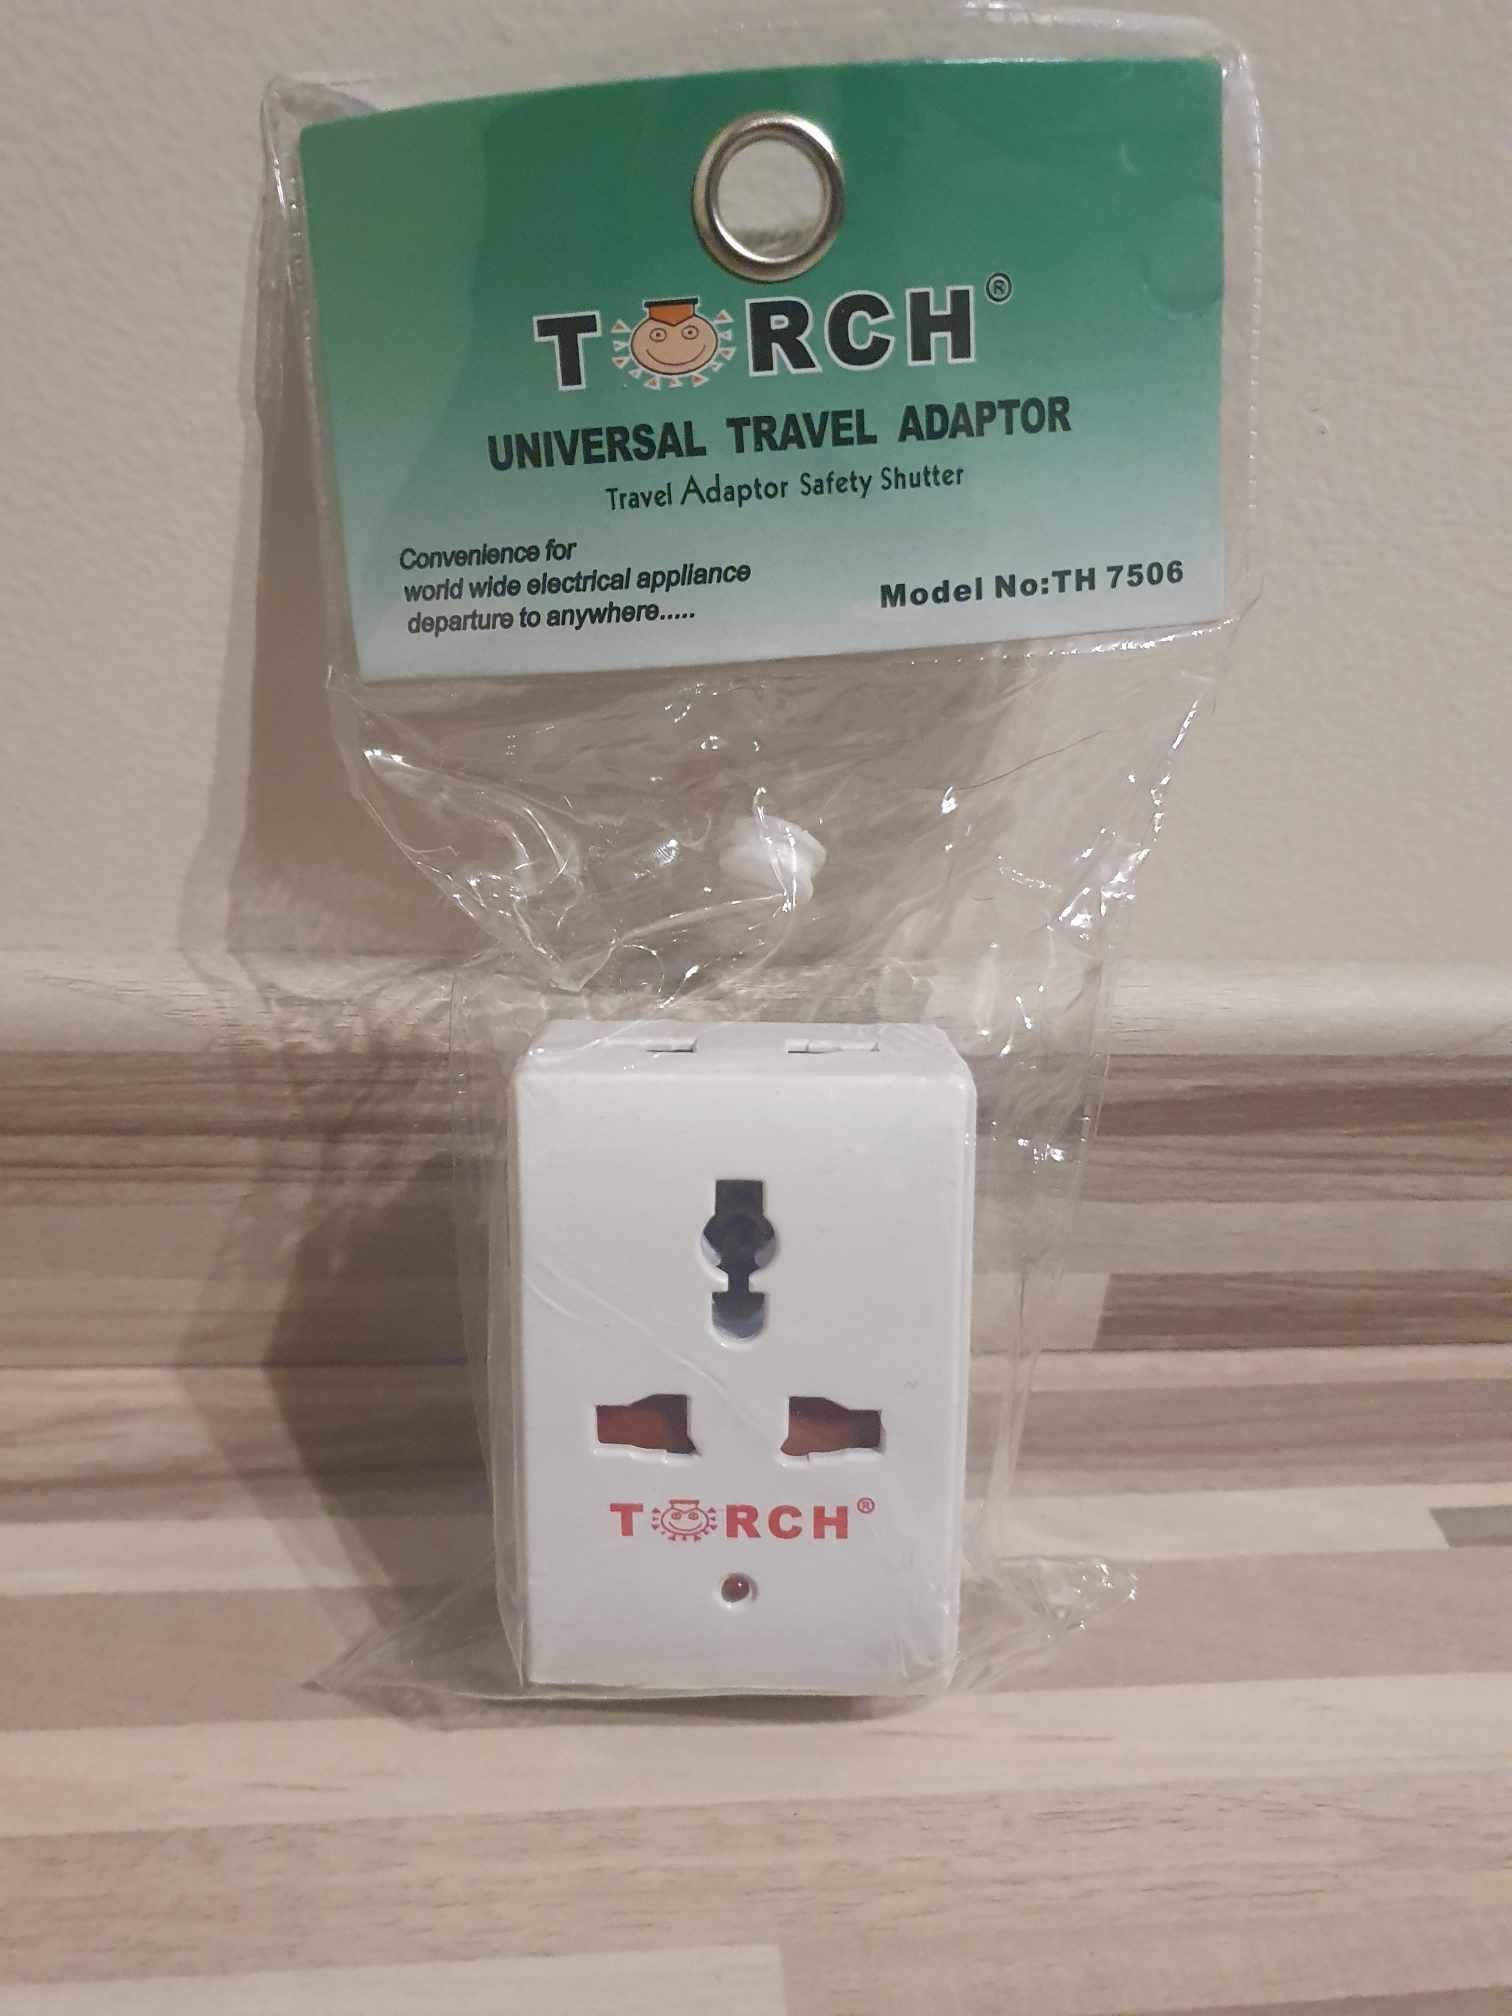 TORCH®
UNIVERSAL TRAVEL ADAPTOR
Travel Adaptor Safety Shutter
Convenience for
world wide electrical appliance
departure to anywhere.....
Model No:TH 7506
TORCH®